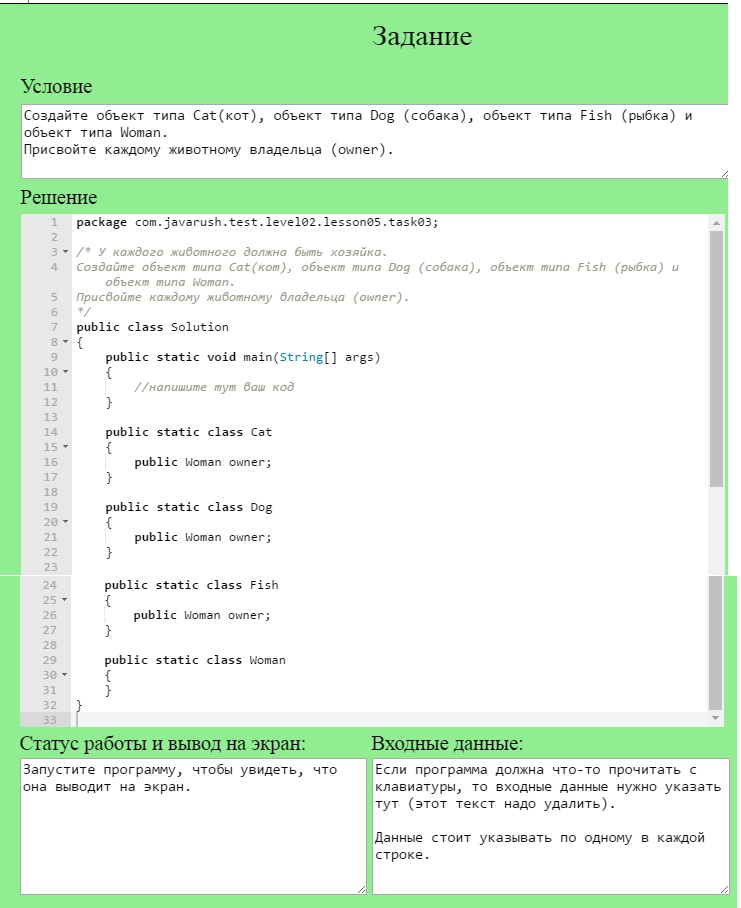 Задание
Условие
Создайте объект типа Cat(кот), объект типа Dog (собака), объект типа Fish (рыбка) и
объект типа Woman.
Присвойте каждому животному владельца (owner).
Решение
1 package com.javarush.test.level02.lesson05.task03;
2
3 /* У каждого животного должна быть хозяйка.
4 Создайте объект типа Cat(кот), объект типа Dog (собака), объект типа Fish (рыбка) и
объект типа Woman.
5 Присвойте каждому животному владельца (owner).
6 */
7 public class Solution
8 {
9 public static void main(String[] args)
10 {
11 //напишите тут ваш код
12 }
13
14 public static class Cat
15 {
16 public Woman owner;
17 }
18
19 public static class Dog
20 {
21 public Woman owner;
22 }
23
24 public static class Fish
25 {
26 public Woman owner;
27 }
28
29 public static class Woman
30 {
31 }
32 }
33
Статус работы и вывод на экран:
Запустите программу, чтобы увидеть, что
она выводит на экран.
Входные данные:
Если программа должна что-то прочитать с
клавиатуры, то входные данные нужно указать
тут (этот текст надо удалить).
Данные стоит указывать по одному в каждой
строке.